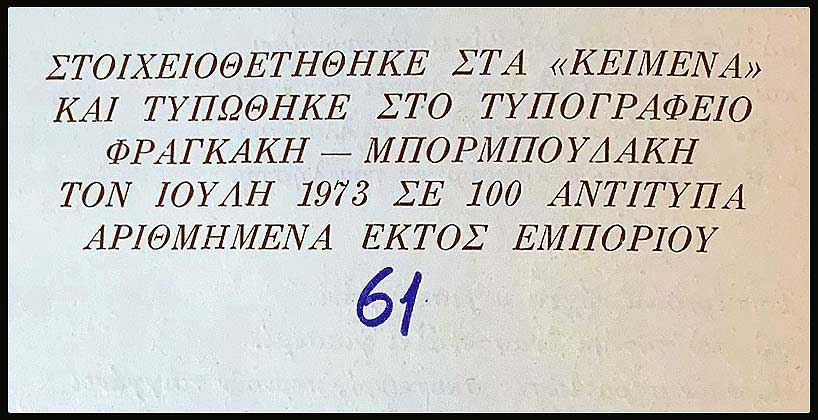 ΣΤΟΙΧΕΙΟΘΕΤΗΘΗΚΕ ΣΤΑ «ΚΕΙΜΕΝΑ»
ΚΑΙ ΤΥΠΩΘΗΚΕ ΣΤΟ ΤΥΠΟΓΡΑΦΕΙΟ
ΦΡΑΓΚΑΚΗ — ΜΠΟΡΜΠΟΥΔΑΚΗ
ΤΟΝ ΙΟΥΛΗ 1973 ΣΕ 100 ΑΝΤΙΤΥΠΑ
ΑΡΙΘΜΗΜΕΝΑ ΕΚΤΟΣ ΕΜΠΟΡΙΟΥ
61